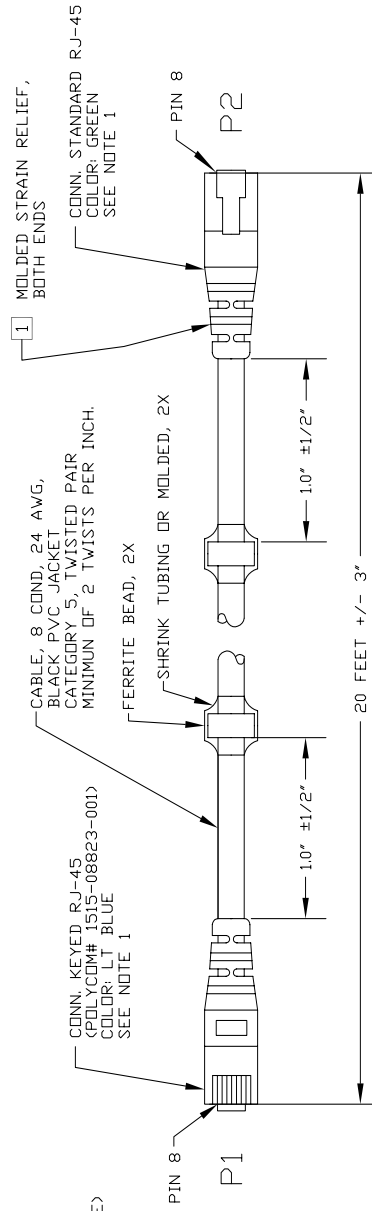 1
MOLDED STRAIN RELIEF,
BOTH ENDS
CONN. STANDARD RJ-45
COLOR: GREEN
SEE NOTE 1
PIN 8
P2
CABLE, 8 COND, 24 AWG,
BLACK PVC JACKET
CATEGORY 5, TWISTED PAIR
MINIMUN OF 2 TWISTS PER INCH.
FERRITE BEAD, 2X
SHRINK TUBING OR MOLDED, 2X
1.0" ±1/2"
20 FEET +/- 3"
CONN. KEYED RJ-45
(POLYCOM# 1515-08823-001)
COLOR: LT BLUE
SEE NOTE 1
1.0" ±1/2"
PIN 8
P1
E)